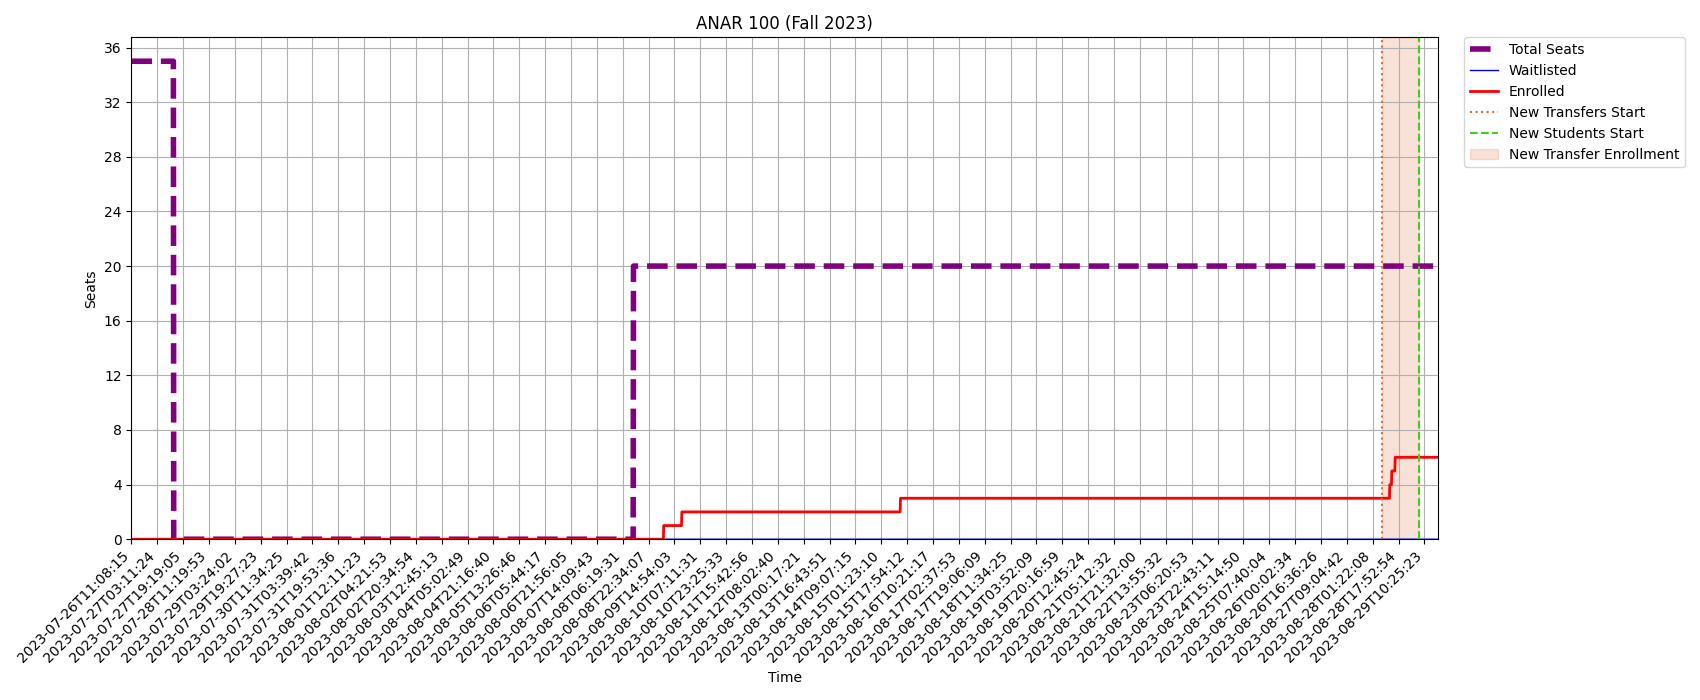 ANAR 100 (Fall 2023)
36
32
28
24
20
16
12
8
4
0
Seats
2023-07-26T11:08:15
2023-07-27T03:11:24
2023-07-27T19:19:05
2023-07-28T11:19:53
2023-07-29T03:24:02
2023-07-29T19:27:23
2023-07-30T11:34:25
2023-07-31T03:39:42
2023-07-31T19:53:36
2023-08-01T12:11:23
2023-08-02T04:21:53
2023-08-02T20:34:54
2023-08-03T12:45:13
2023-08-04T05:02:49
2023-08-04T21:16:40
2023-08-05T13:26:46
2023-08-06T05:44:17
2023-08-06T21:56:05
2023-08-07T14:09:43
2023-08-08T06:19:31
2023-08-08T22:34:07
2023-08-09T14:54:03
2023-08-10T07:11:31
2023-08-10T23:25:33
2023-08-11T15:42:56
2023-08-12T08:02:40
2023-08-13T00:17:21
2023-08-13T16:43:51
2023-08-14T09:07:15
2023-08-15T01:23:10
2023-08-15T17:54:12
2023-08-16T10:21:17
2023-08-17T02:37:53
2023-08-17T19:06:09
2023-08-18T11:34:25
2023-08-19T03:52:09
2023-08-19T20:16:59
2023-08-20T12:45:24
2023-08-21T05:12:32
2023-08-21T21:32:00
2023-08-22T13:55:32
2023-08-23T06:20:53
2023-08-23T22:43:11
2023-08-24T15:14:50
2023-08-25T07:40:04
2023-08-26T00:02:34
2023-08-26T16:36:26
2023-08-27T09:04:42
2023-08-28T01:22:08
2023-08-28T17:52:54
2023-08-29T10:25:23
Time
Total Seats
Waitlisted
Enrolled
New Transfers Start
New Students Start
New Transfer Enrollment